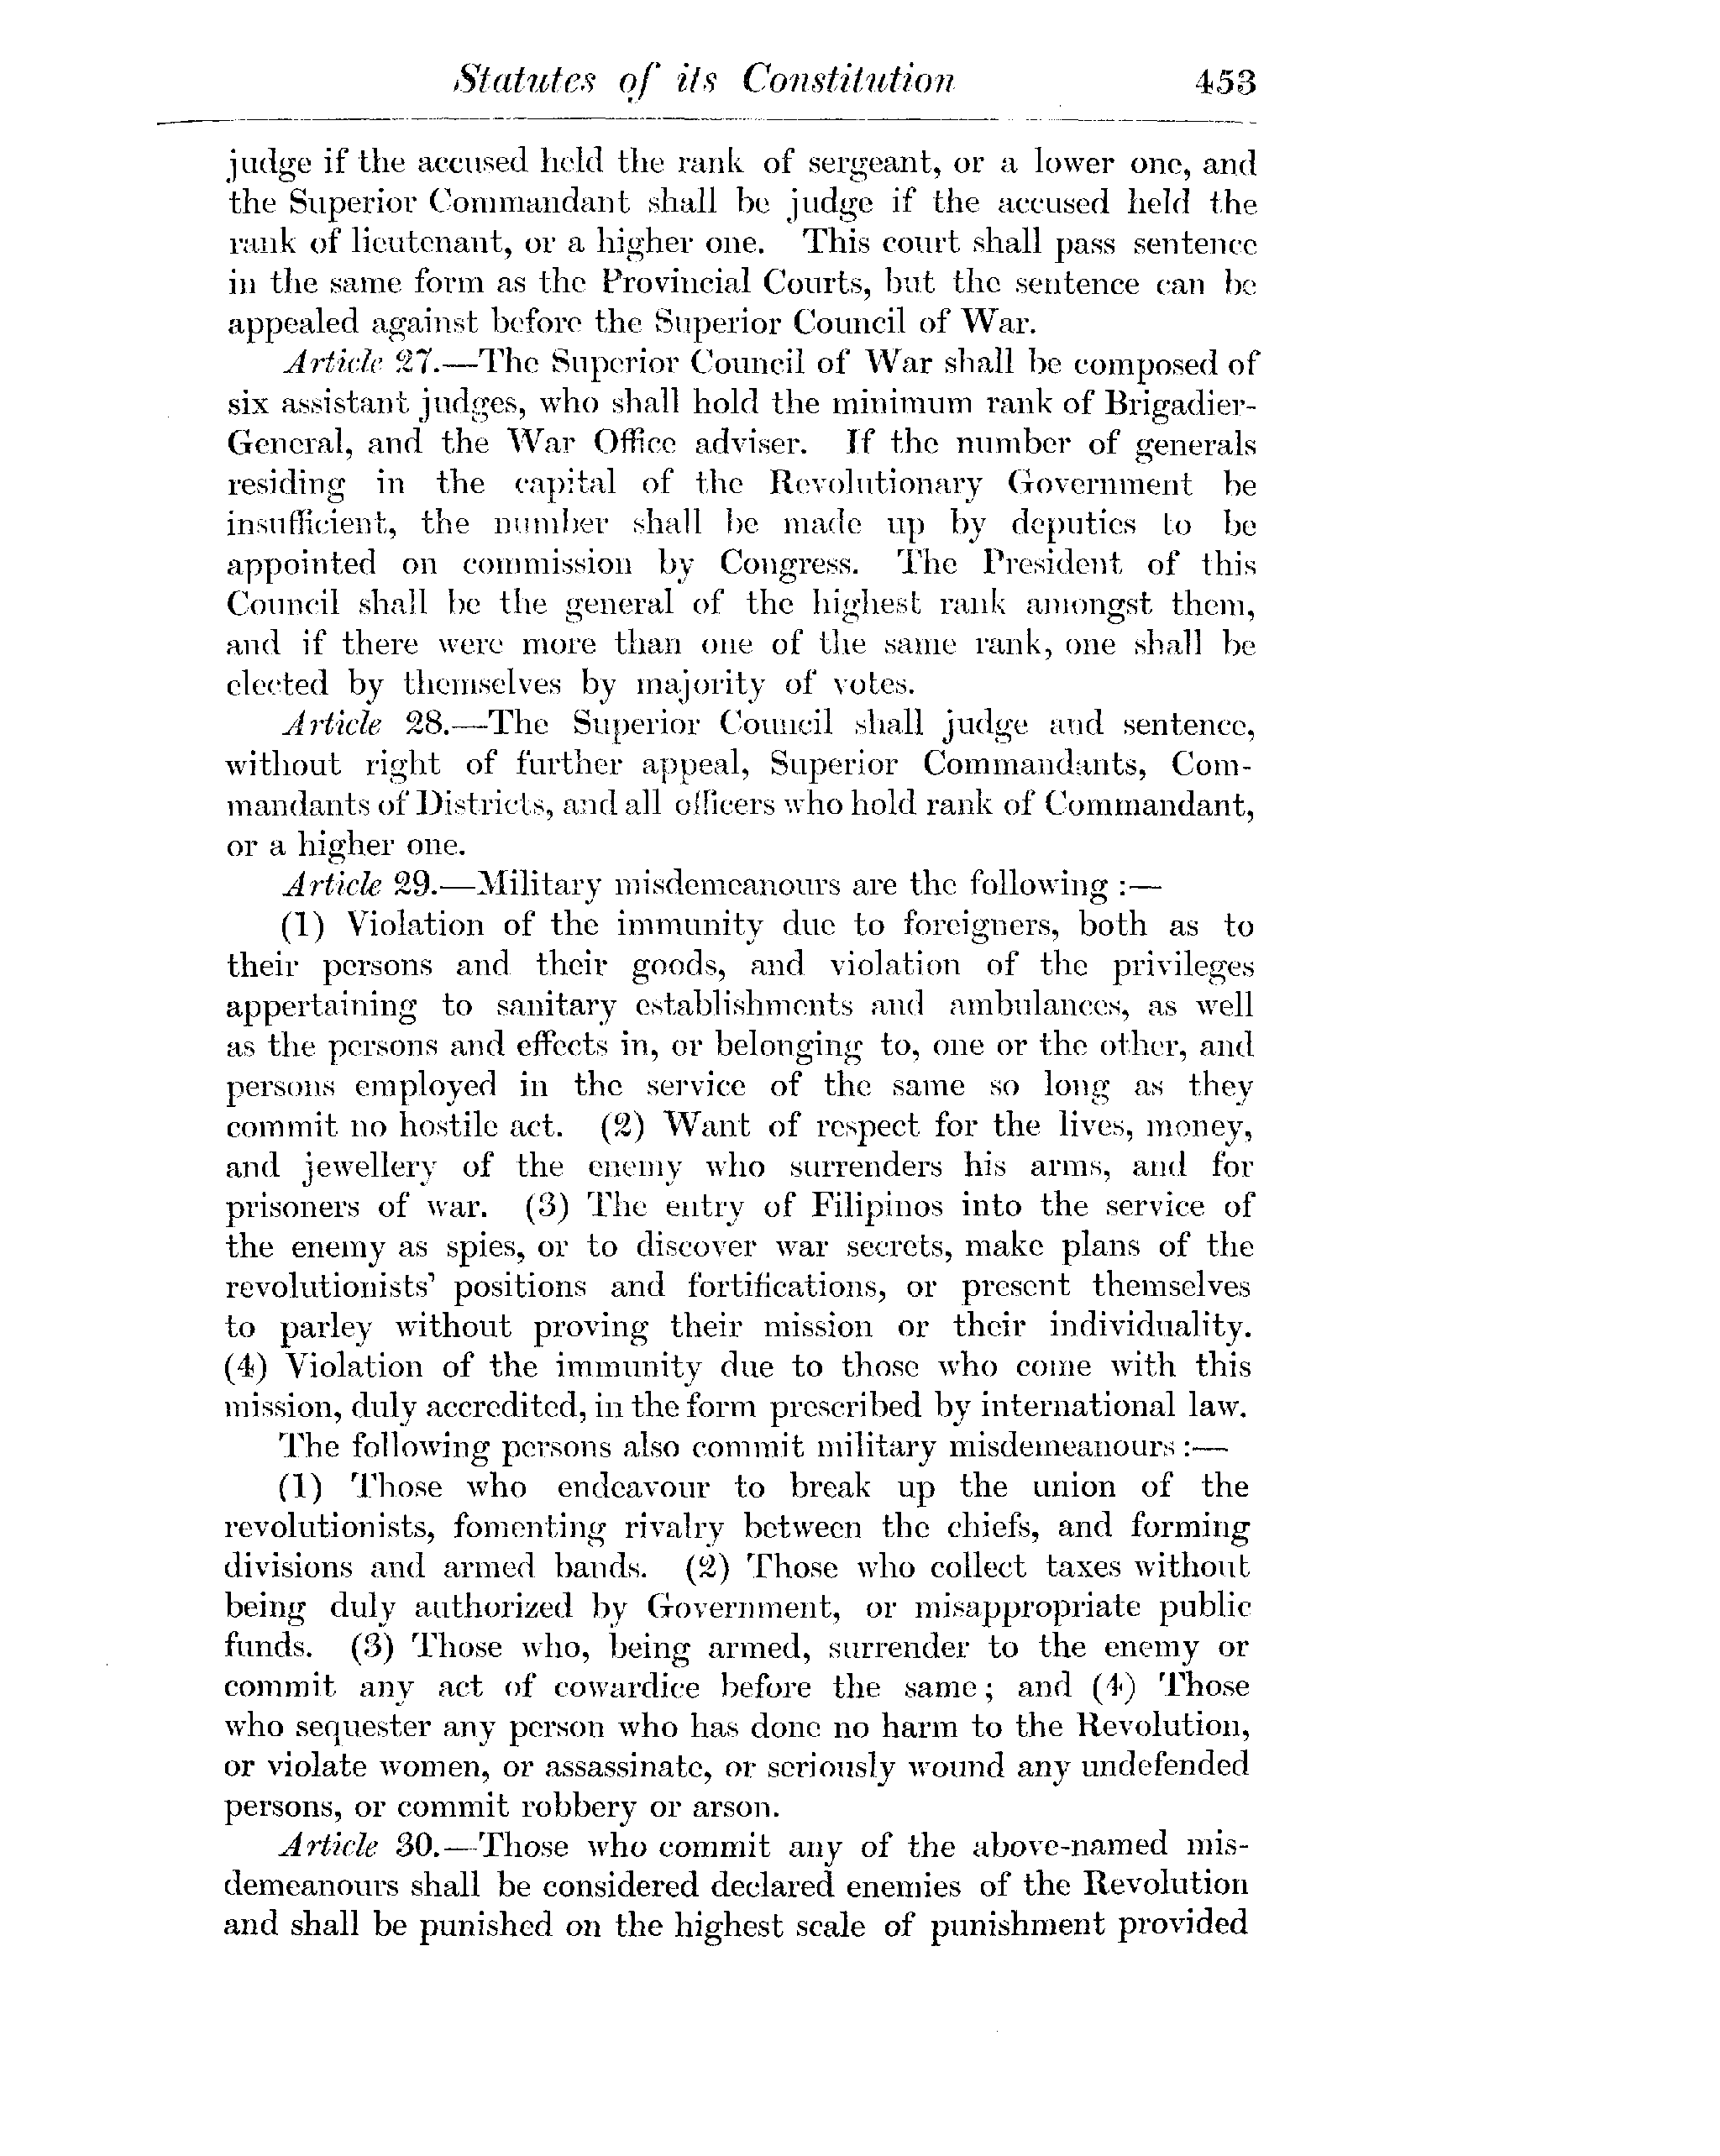 Statutes of its Constitution 453
judge if the accused held the rank of sergeant, or a lower one, and
the Superior Commandant shall be judge if the accused held the
rank of lieutenant, or a higher one. This court shall pass sentence
in the same form as the Provincial Courts, but the sentence can be
appealed against before the Superior Council of War.
Article 27.—The Superior Council of War shall be composed of
six assistant judges, who shall hold the minimum rank of Brigadier-
General, and the War Office adviser. If the number of generals
residing in the capital of the Revolutionary Government be
insufficient, the number shall be made up by deputies to be
appointed on commission by Congress. The President of this
Council shall be the general of the highest rank amongst them,
and if there were more than one of the same rank, one shall be
elected by themselves by majority of votes.
Article 28.—The Superior Council shall judge and sentence,
without right of further appeal, Superior Commandants, Com-
mandants of Districts, and all officers who hold rank of Commandant,
or a higher one.
Article 29.—Military misdemeanours are the following :—
(1) Violation of the immunity due to foreigners, both as to
their persons and their goods, and violation of the privileges
appertaining to sanitary establishments and ambulances, as well
as the persons and effects in, or belonging to, one or the other, and
persons employed in the service of the same so long as they
commit no hostile act. (2) Want of respect for the lives, money,
and jewellery of the enemy who surrenders his arms, and for
prisoners of war. (3) The entry of Filipinos into the service of
the enemy as spies, or to discover war secrets, make plans of the
revolutionists' positions and fortifications, or present themselves
to parley without proving their mission or their individuality.
(4) Violation of the immunity due to those who come with this
mission, duly accredited, in the form prescribed by international law.
The following persons also commit military misdemeanours :—
(1) Those who endeavour to break up the union of the
revolutionists, fomenting rivalry between the chiefs, and forming
divisions and armed bands. (2) Those who collect taxes without
being duly authorized by Government, or misappropriate public
funds. (3) Those who, being armed, surrender to the enemy or
commit any act of cowardice before the same ; and (4) Those
who sequester any person who has done no harm to the Revolution,
or violate women, or assassinate, or seriously wound any undefended
persons, or commit robbery or arson.
Article 30.—Those who commit any of the above-named mis-
demeanours shall be considered declared enemies of the Revolution
and shall be punished on the highest scale of punishment provided